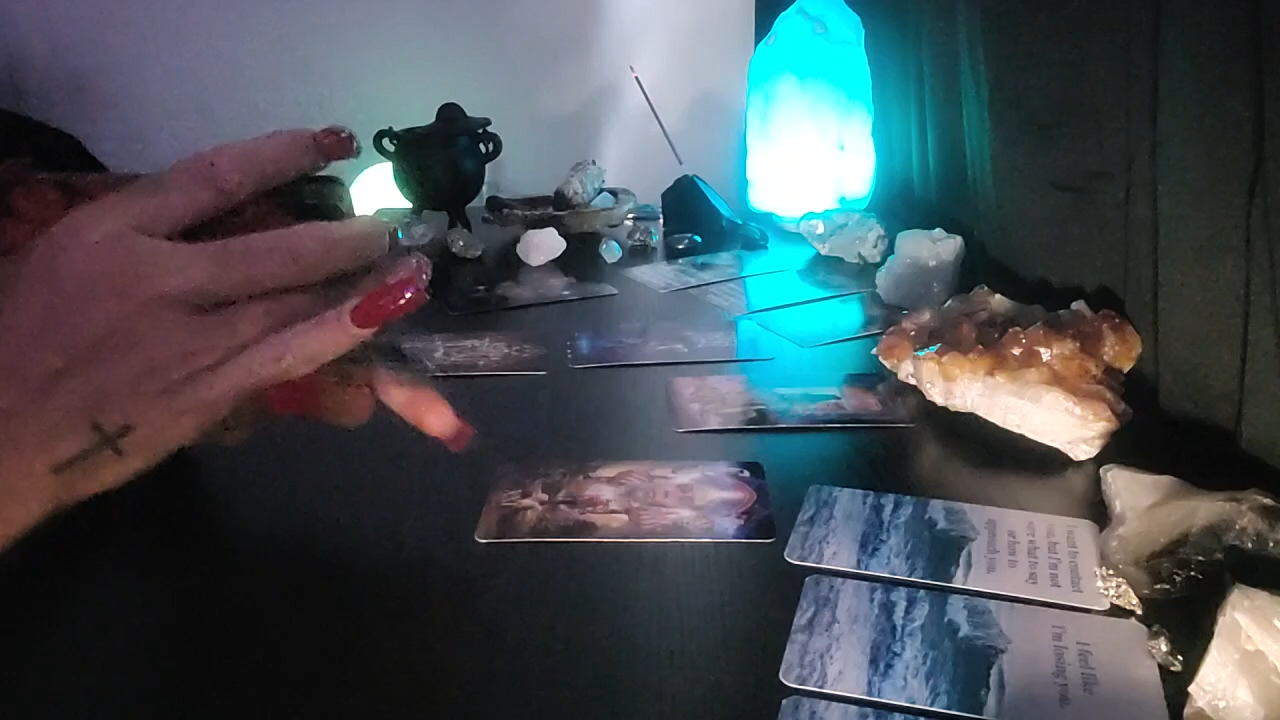 I want to contact
you, but I'm not
sure what to say
or how to
approach you.
I feel like
I'm losing you.